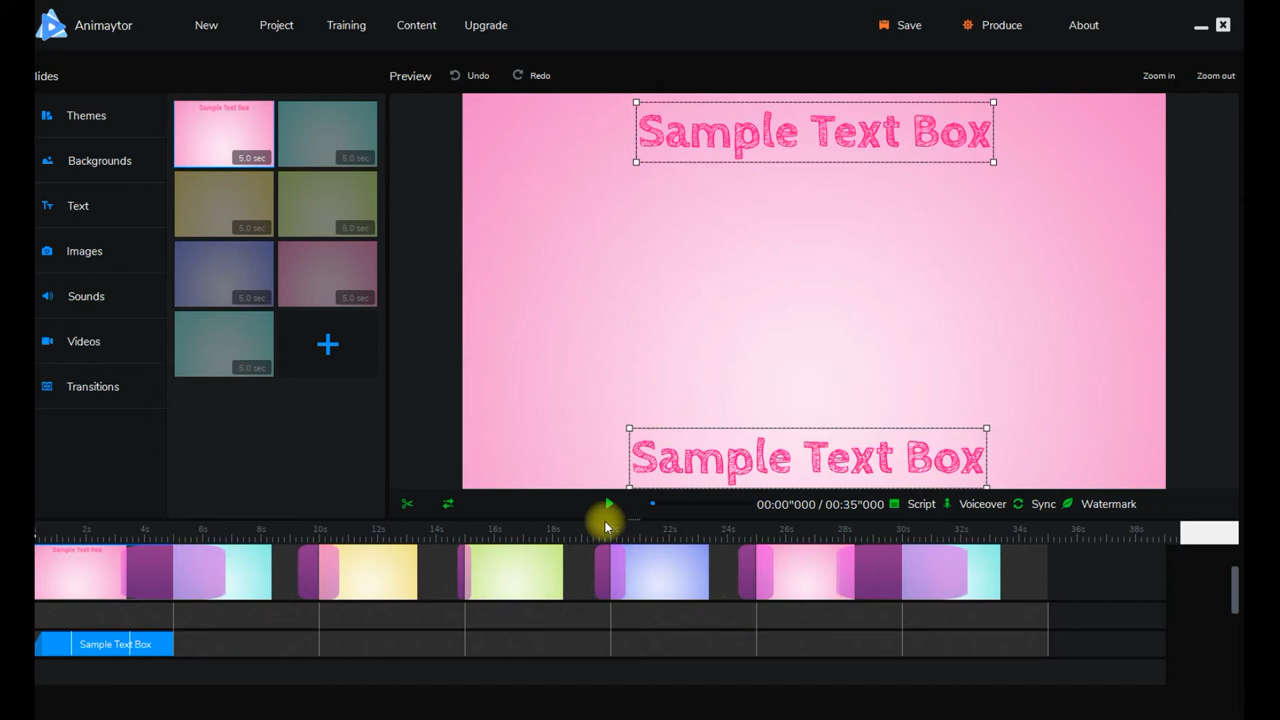 Animaytor
New
Project
Training
Content
Upgrade
Save
Produce
About
lides
Preview
Undo
Redo
Zoom in
Zoom out
Themes
Backgrounds
Text
Images
Sounds
Videos
Transitions
Sample Text Box
5.0 sec
5.0 sec
5.0 sec
5.0 sec
5.0 sec
5.0 sec
5.0 sec
Sample Text Box
Sample Text Box
00:00"000 / 00:35"000
Script
Voiceover
Sync
Watermark
2s 4s 6s 8s 10s 12s 14s 16s 18s 22s 24s 26s 28s 30s 32s 34s 36s 38s
Sample Text Box
Sample Text Box